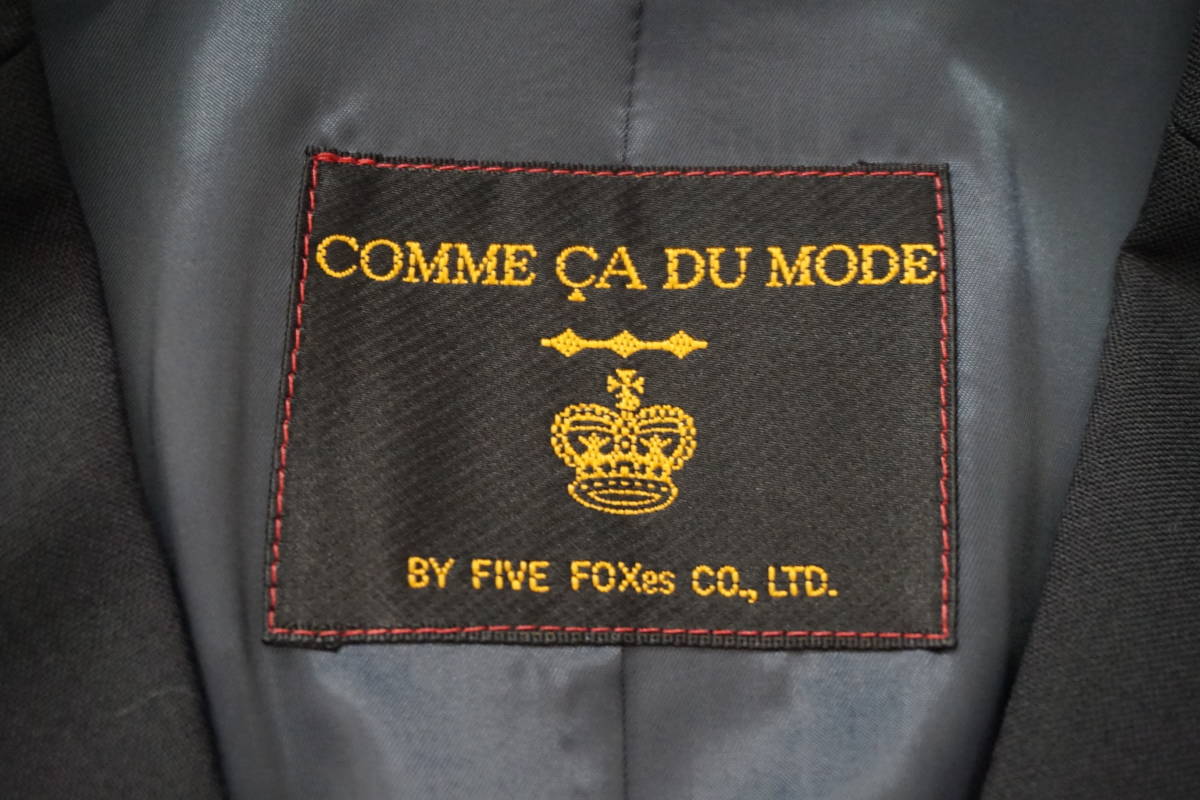 COMME ÇA DU MODE
BY FIVE FOXes CO., LTD.